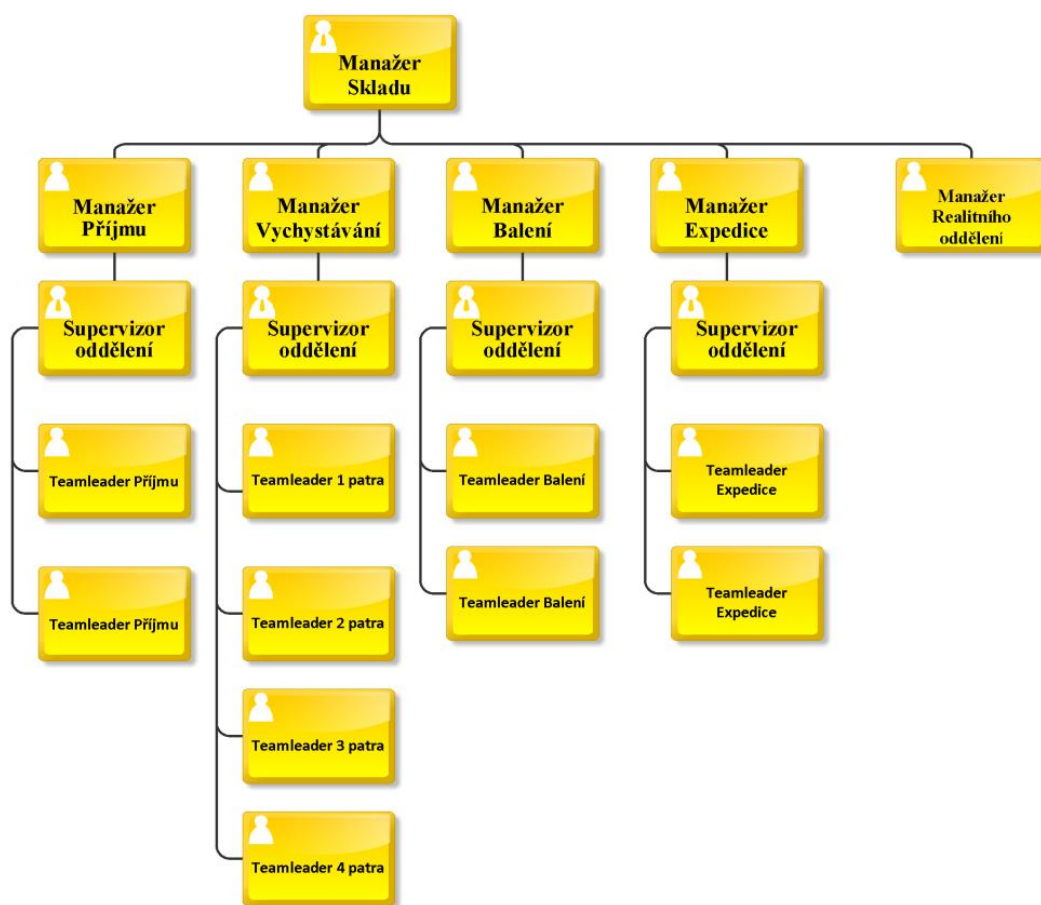 Manažer
Skladu
Manažer
Příjmu
Manažer
Vychystávání
Manažer
Balení
Manažer
Expedice
Manažer
Realitního
oddělení
Supervizor
oddělení
Supervizor
oddělení
Supervizor
oddělení
Supervizor
oddělení
Teamleader Příjmu
Teamleader 1 patra
Teamleader Balení
Teamleader
Expedice
Teamleader Příjmu
Teamleader 2 patra
Teamleader Balení
Teamleader
Expedice
Teamleader 3 patra
Teamleader 4 patra